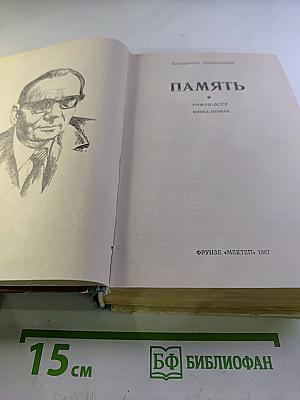 ВЛАДИМИР ЧИВИЛИХИН
ПАМЯТЬ
РОМАН-ЭССЕ
КНИГА ПЕРВАЯ
ФРУНЗЕ «МЕКТЕП» 1987
15 см
БФ БИБЛИОФАН